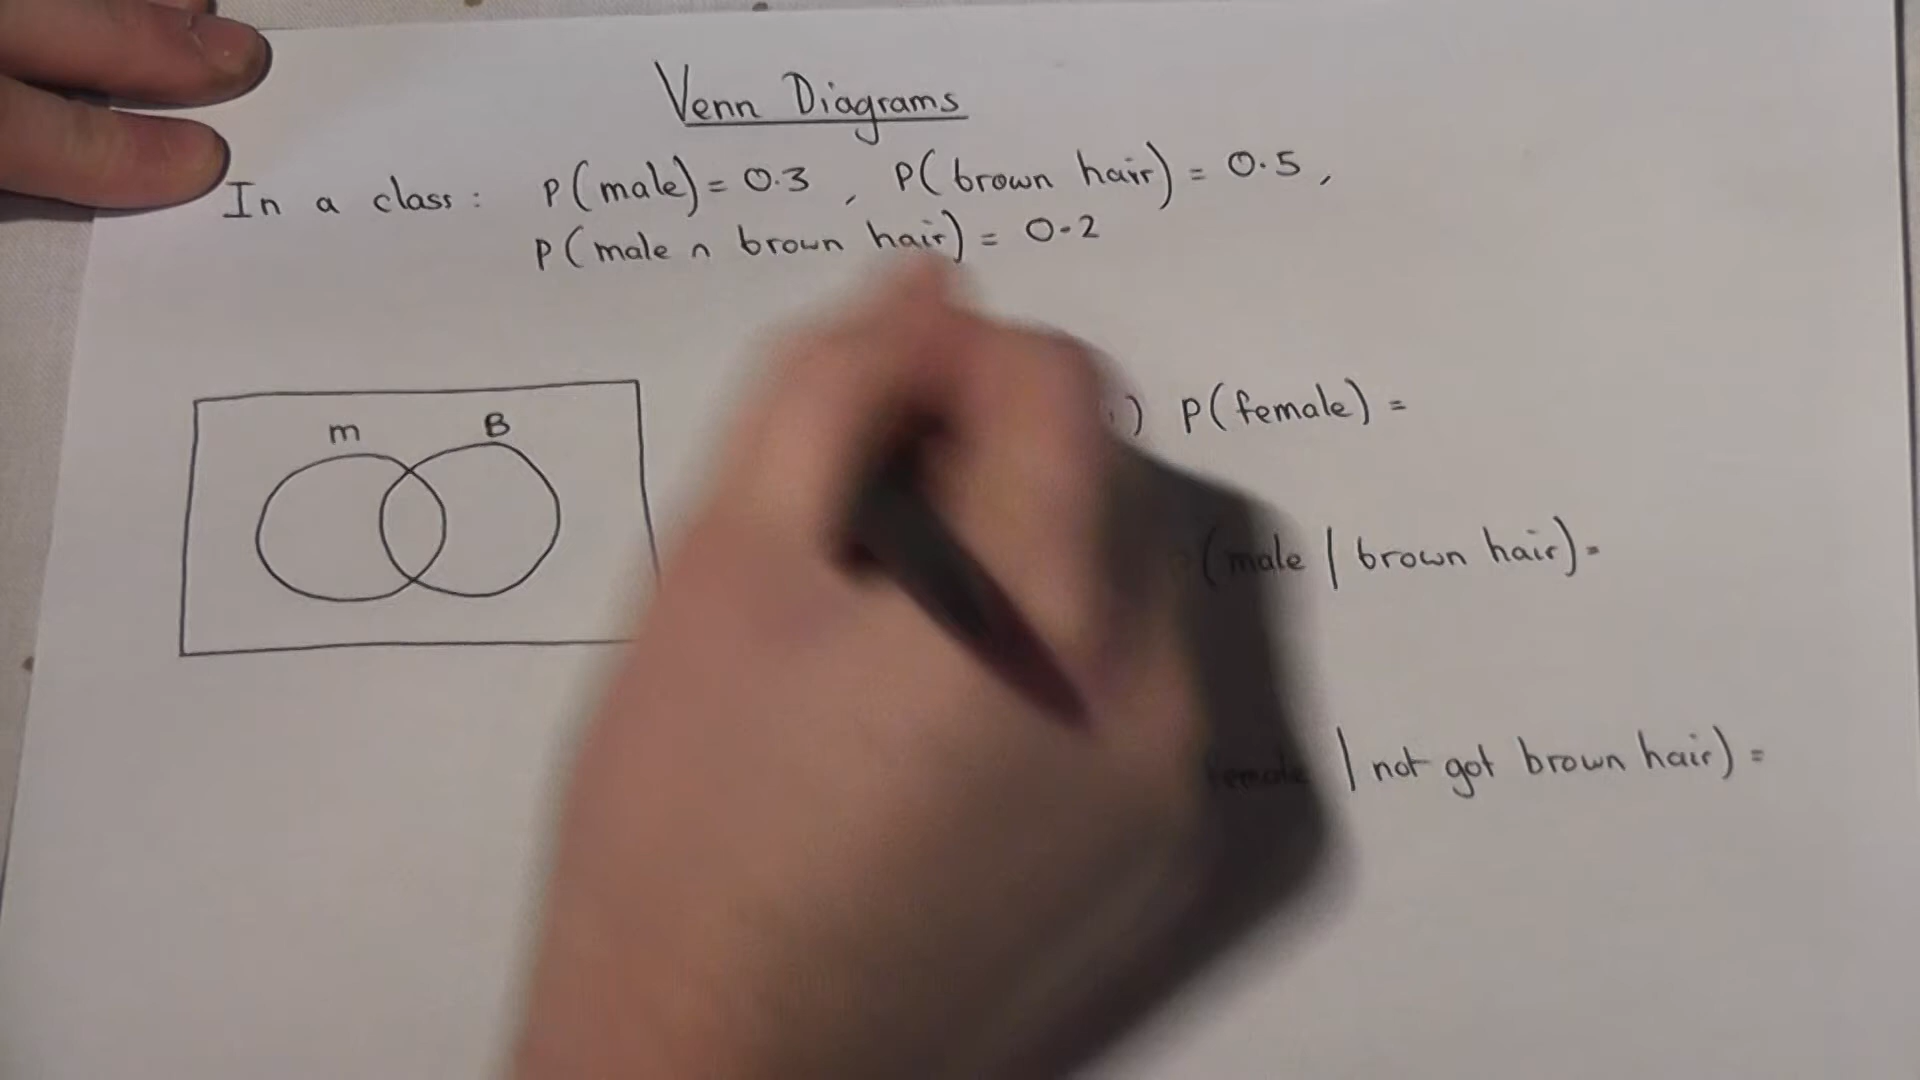 Venn Diagrams
In a class : P(male) = 0.3 , P(brown hair) = 0.5 ,
P(male ∩ brown hair) = 0.2
m B
) P(female) =
(male | brown hair) =
female | not got brown hair) =